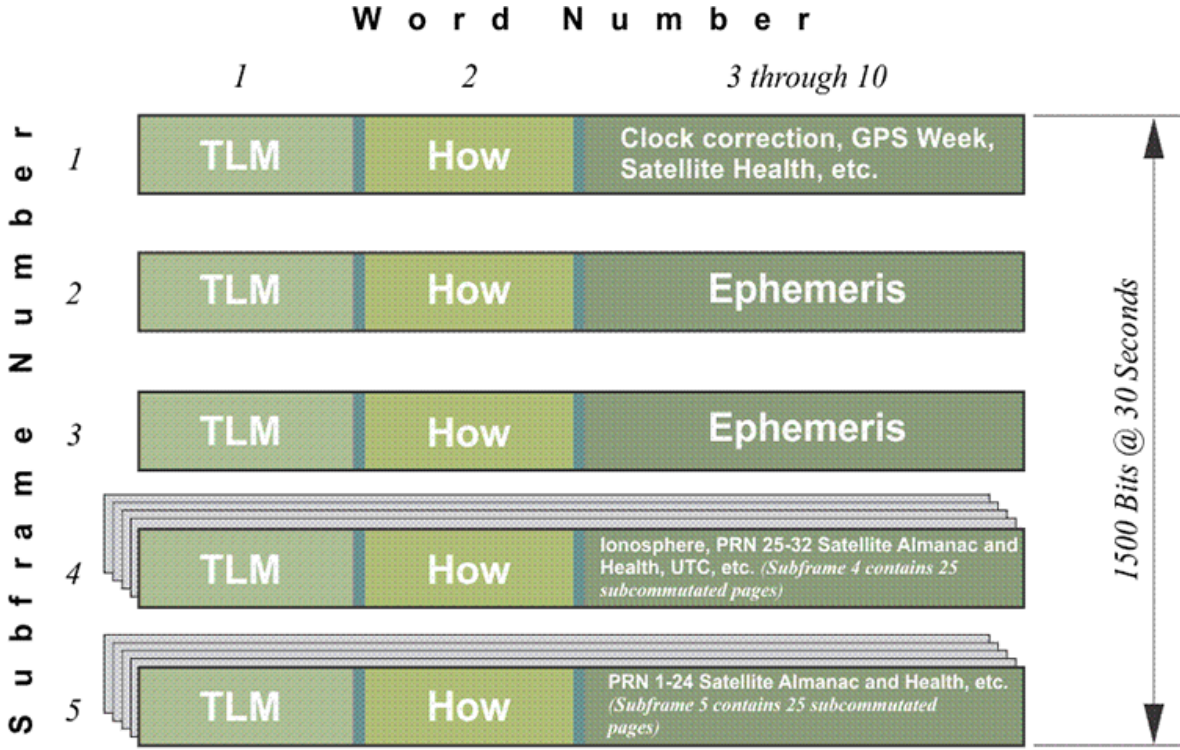 Word Number
1 2 3 through 10
Subframe Number
1
TLM
How
Clock correction, GPS Week,
Satellite Health, etc.
2
TLM
How
Ephemeris
3
TLM
How
Ephemeris
4
TLM
How
Ionosphere, PRN 25-32 Satellite Almanac and
Health, UTC, etc. (Subframe 4 contains 25
subcommutated pages)
5
TLM
How
PRN 1-24 Satellite Almanac and Health, etc.
(Subframe 5 contains 25 subcommutated
pages)
1500 Bits @ 30 Seconds